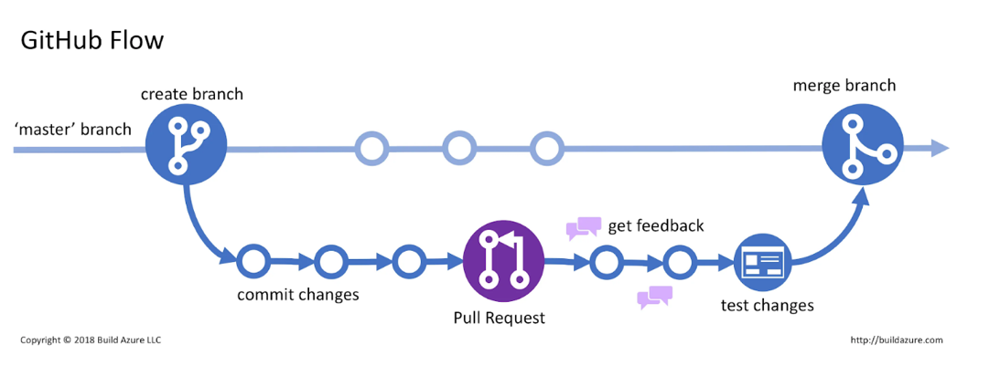 GitHub Flow
create branch
merge branch
‘master’ branch
get feedback
commit changes
Pull Request
test changes
Copyright © 2018 Build Azure LLC
http://buildazure.com